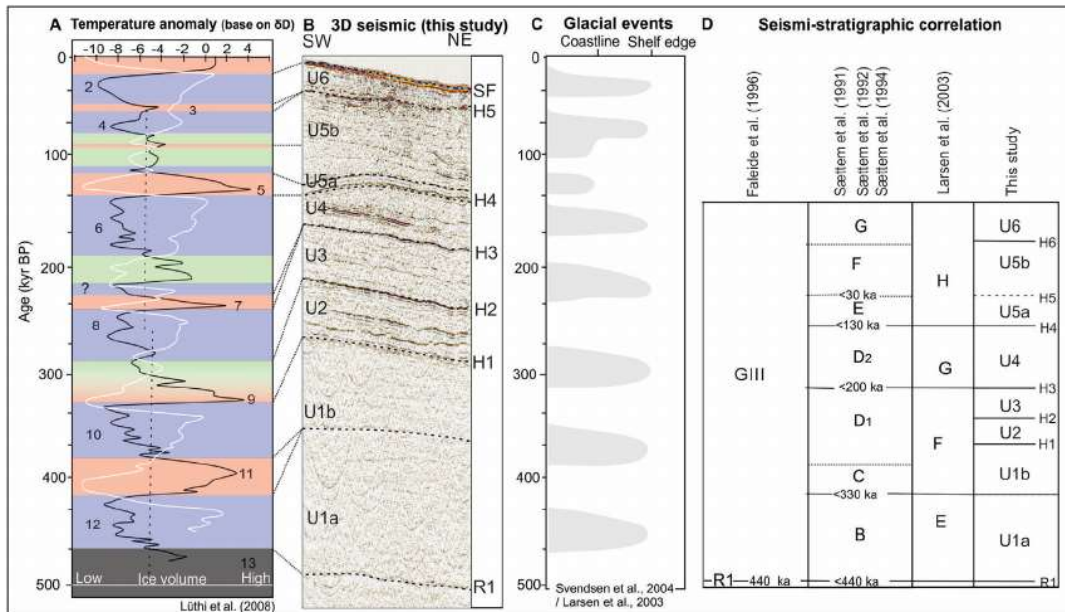 A Temperature anomaly (base on δD)
-10 -8 -6 -4 -2 0 2 4
Age (kyr BP)
0
100
200
300
400
500
2
3
4
5
6
?
7
8
9
10
11
12
13
Low Ice volume High
Lüthi et al. (2008)
B 3D seismic (this study)
SW NE
U6
SF
H5
U5b
U5a
H4
U4
H3
U3
H2
U2
H1
U1b
U1a
R1
C Glacial events
Coastline Shelf edge
0
100
200
300
400
500
Svendsen et al., 2004
/ Larsen et al., 2003
D Seismi-stratigraphic correlation
Faleide et al. (1996)
Sættem et al. (1991)
Sættem et al. (1992)
Sættem et al. (1994)
Larsen et al. (2003)
This study
G U6
H6
F H U5b
<30 ka H5
E U5a
<130 ka H4
D2 G U4
GIII
<200 ka H3
U3
D1 F H2
U2
H1
C U1b
<330 ka
B E U1a
R1 440 ka <440 ka R1